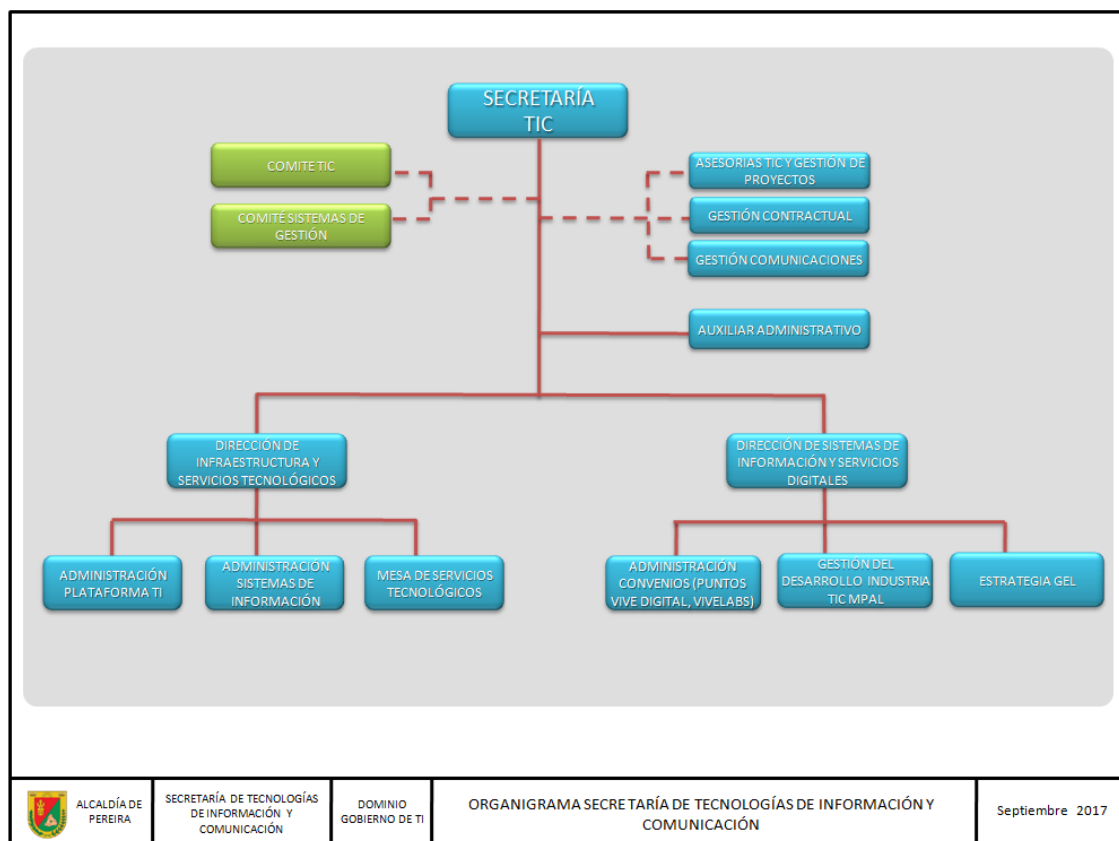 SECRETARÍA
TIC
COMITE TIC
COMITÉ SISTEMAS DE
GESTIÓN
ASESORIAS TIC Y GESTIÓN DE
PROYECTOS
GESTIÓN CONTRACTUAL
GESTIÓN COMUNICACIONES
AUXILIAR ADMINISTRATIVO
DIRECCIÓN DE
INFRAESTRUCTURA Y
SERVICIOS TECNOLÓGICOS
DIRECCIÓN DE SISTEMAS DE
INFORMACIÓN Y SERVICIOS
DIGITALES
ADMINISTRACIÓN
PLATAFORMA TI
ADMINISTRACIÓN
SISTEMAS DE
INFORMACIÓN
MESA DE SERVICIOS
TECNOLÓGICOS
ADMINISTRACIÓN
CONVENIOS (PUNTOS
VIVE DIGITAL, VIVELABS)
GESTIÓN DEL
DESARROLLO INDUSTRIA
TIC MPAL
ESTRATEGIA GEL
ALCALDÍA DE
PEREIRA
SECRETARÍA DE TECNOLOGÍAS
DE INFORMACIÓN Y
COMUNICACIÓN
DOMINIO
GOBIERNO DE TI
ORGANIGRAMA SECRETARÍA DE TECNOLOGÍAS DE INFORMACIÓN Y
COMUNICACIÓN
Septiembre 2017